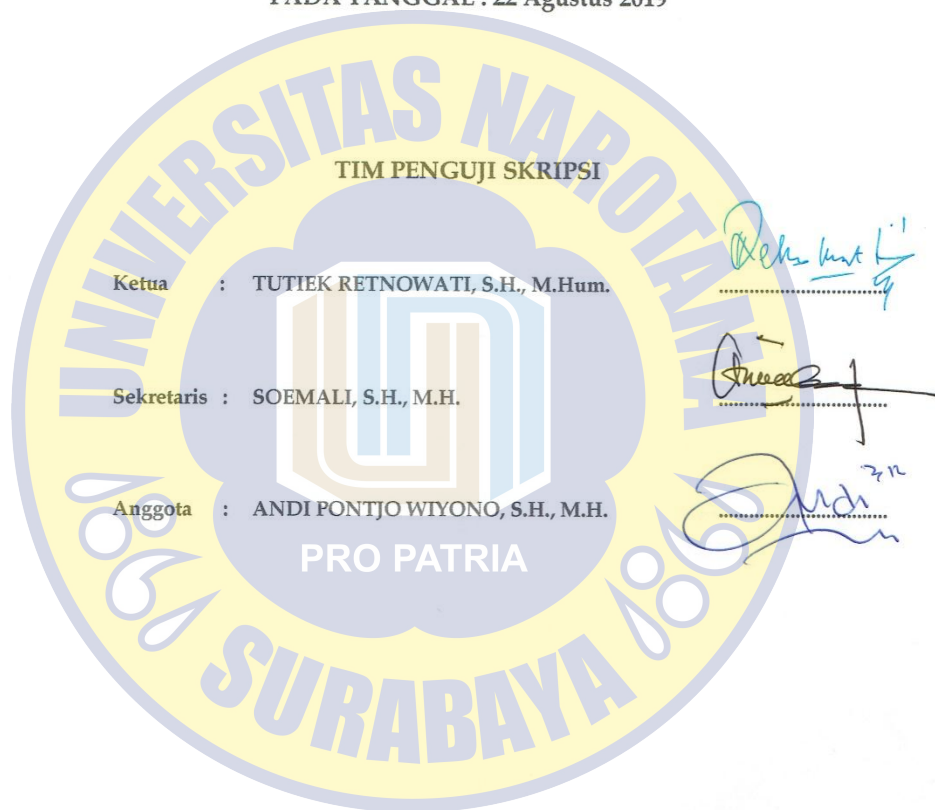 PADA TANGGAL : 22 Agustus 2019
UNIVERSITAS NAROTAMA
TIM PENGUJI SKRIPSI
Ketua : TUTIEK RETNOWATI, S.H., M.Hum.
Sekretaris : SOEMALI, S.H., M.H.
Anggota : ANDI PONTJO WIYONO, S.H., M.H.
PRO PATRIA
SURABAYA